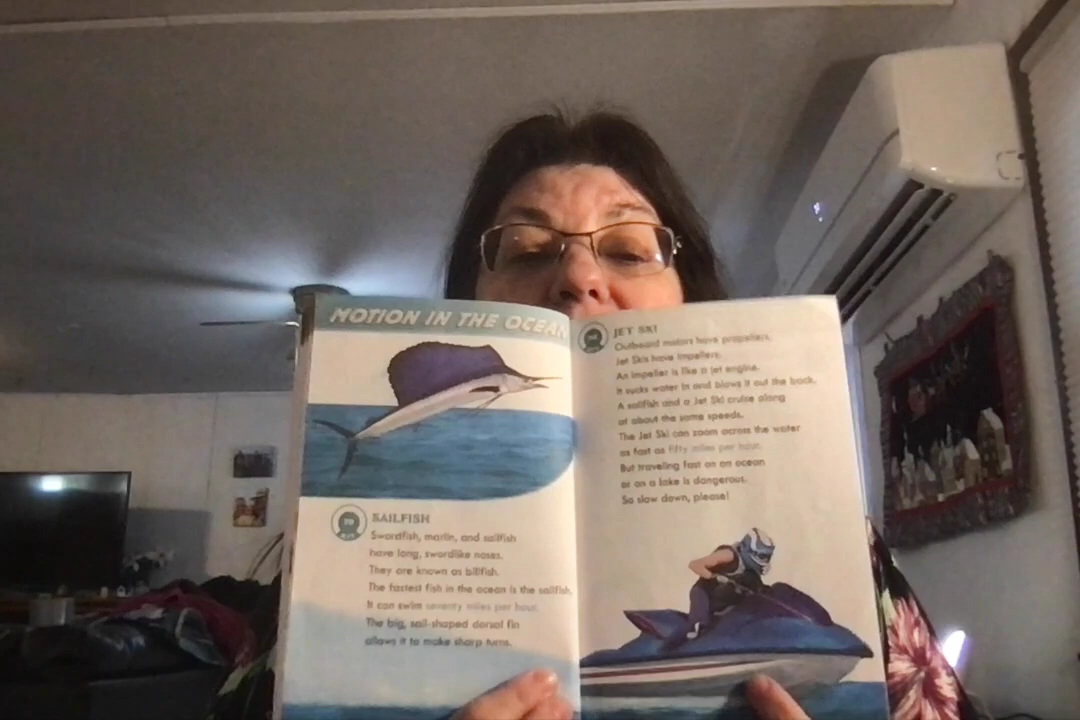 MOTION IN THE OCEAN
70
M.P.H.
SAILFISH
Swordfish, marlin, and sailfish
have long, swordlike noses.
They are known as billfish.
The fastest fish in the ocean is the sailfish.
It can swim seventy miles per hour.
The big, sail-shaped dorsal fin
allows it to make sharp turns.
JET SKI
Outboard motors have propellers.
Jet Skis have impellers.
An impeller is like a jet engine.
It sucks water in and blows it out the back.
A sailfish and a Jet Ski cruise along
at about the same speeds.
The Jet Ski can zoom across the water
as fast as fifty miles per hour.
But traveling fast on an ocean
or on a lake is dangerous.
So slow down, please!